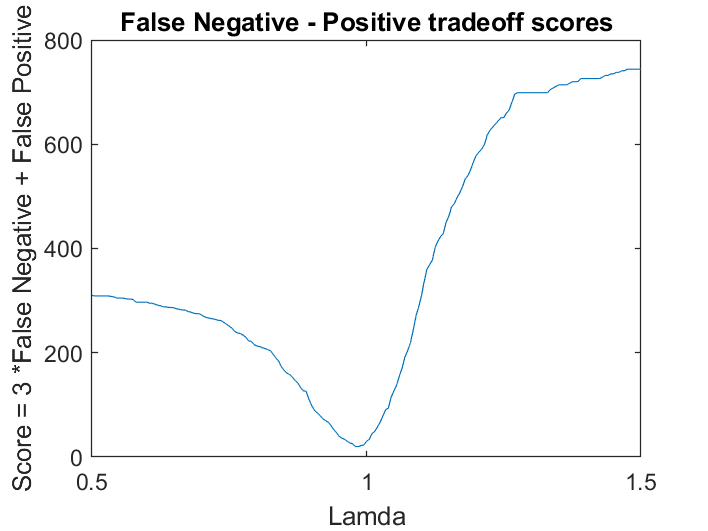 False Negative - Positive tradeoff scores
Score = 3 *False Negative + False Positive
800
600
400
200
0
0.5
1
1.5
Lamda